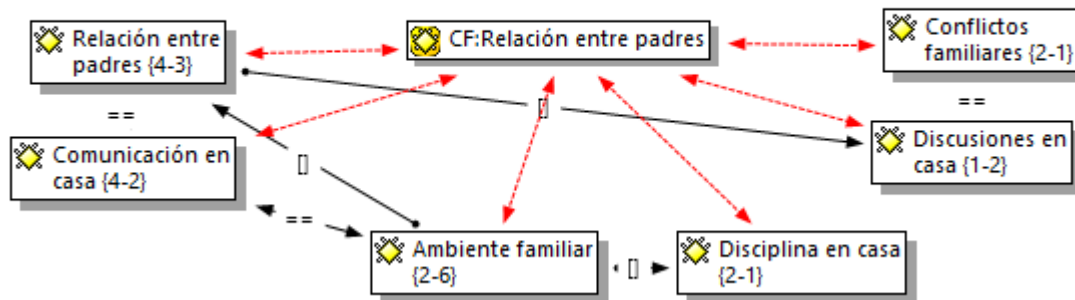 Relación entre
padres {4-3}
CF:Relación entre padres
Conflictos
familiares {2-1}
==
[]
==
Comunicación en
casa {4-2}
[]
Discusiones en
casa {1-2}
==
Ambiente familiar
{2-6}
[]
Disciplina en casa
{2-1}